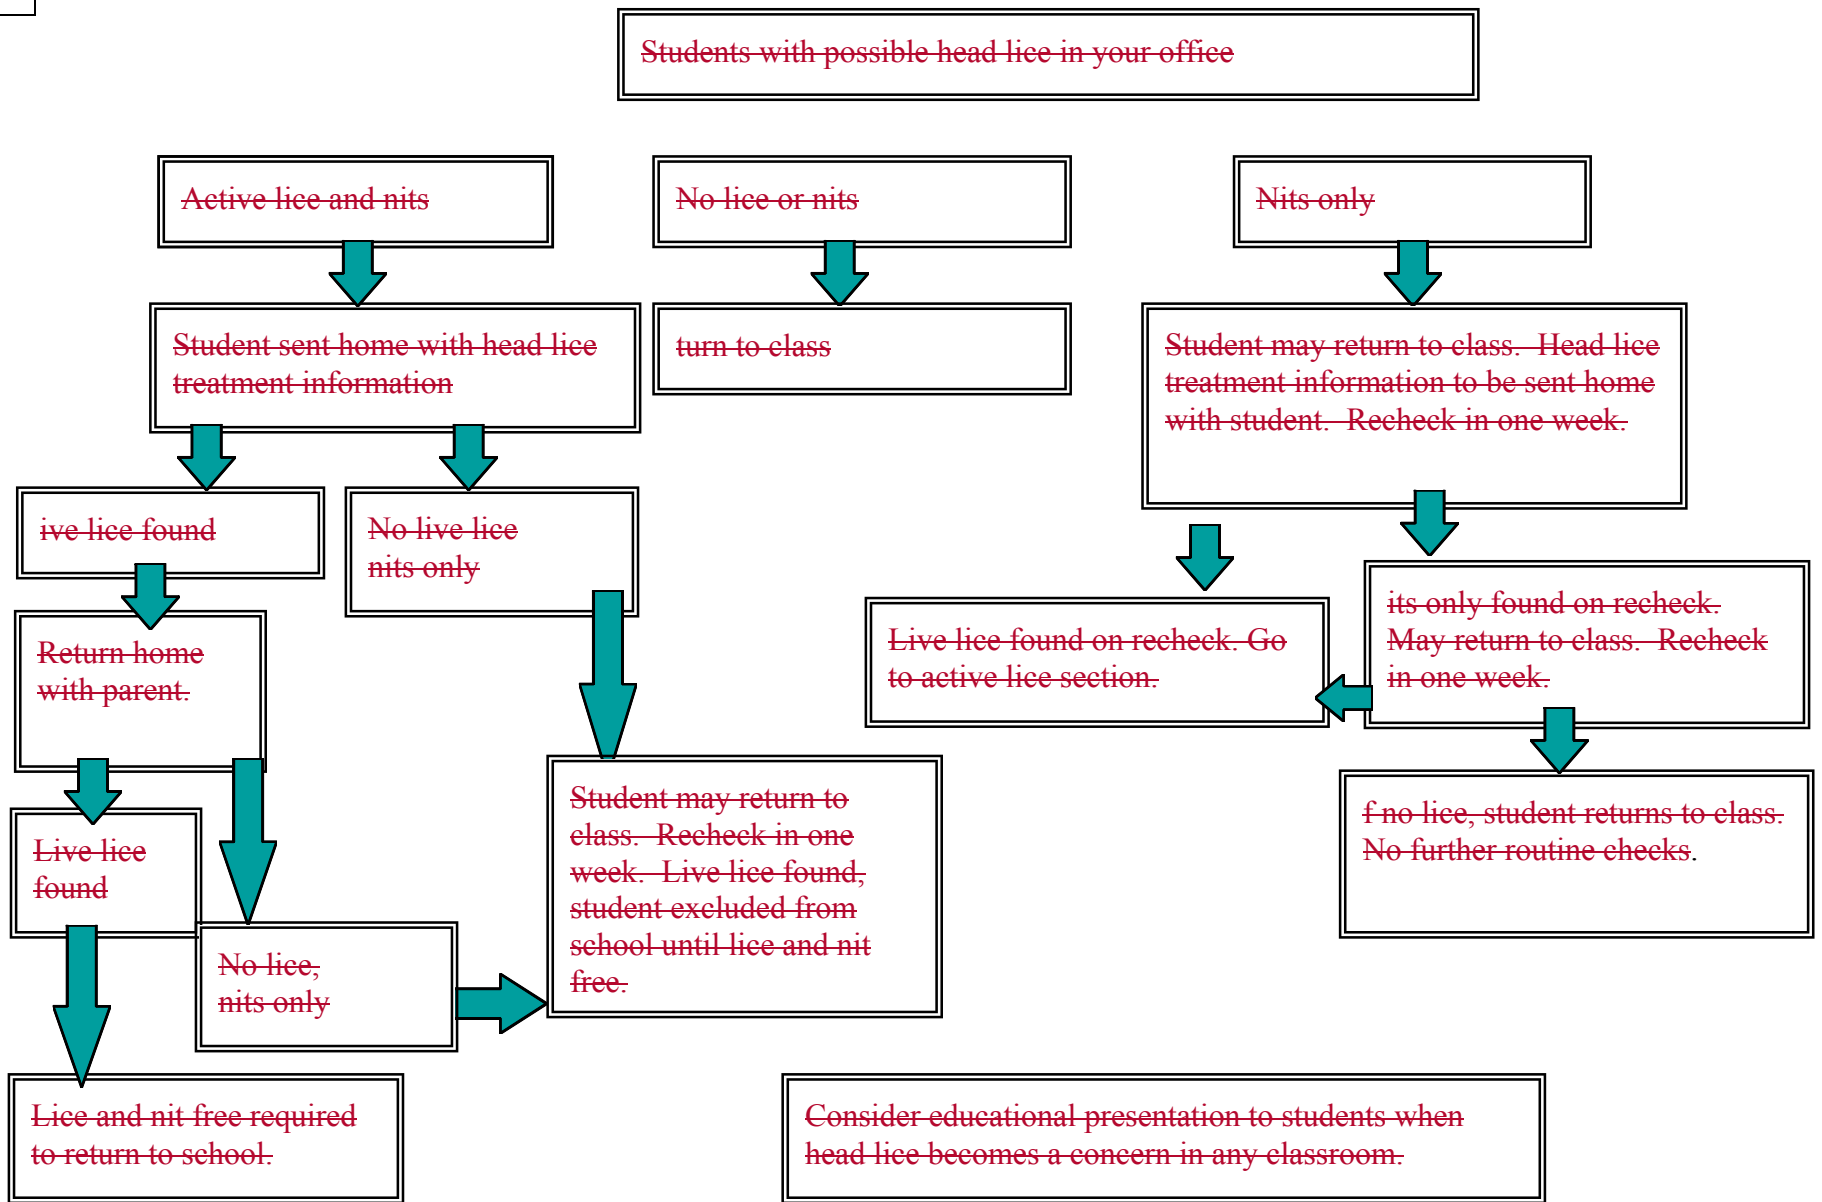 Students with possible head lice in your office
Active lice and nits
No lice or nits
Nits only
Student sent home with head lice
treatment information
turn to class
Student may return to class.  Head lice
treatment information to be sent home
with student.  Recheck in one week.
ive lice found
No live lice
nits only
its only found on recheck.
May return to class.  Recheck
in one week.
Live lice found on recheck. Go
to active lice section.
Return home
with parent.
Student may return to
class.  Recheck in one
week.  Live lice found,
student excluded from
school until lice and nit
free.
f no lice, student returns to class.
No further routine checks.
Live lice
found
No lice,
nits only
Lice and nit free required
to return to school.
Consider educational presentation to students when
head lice becomes a concern in any classroom.